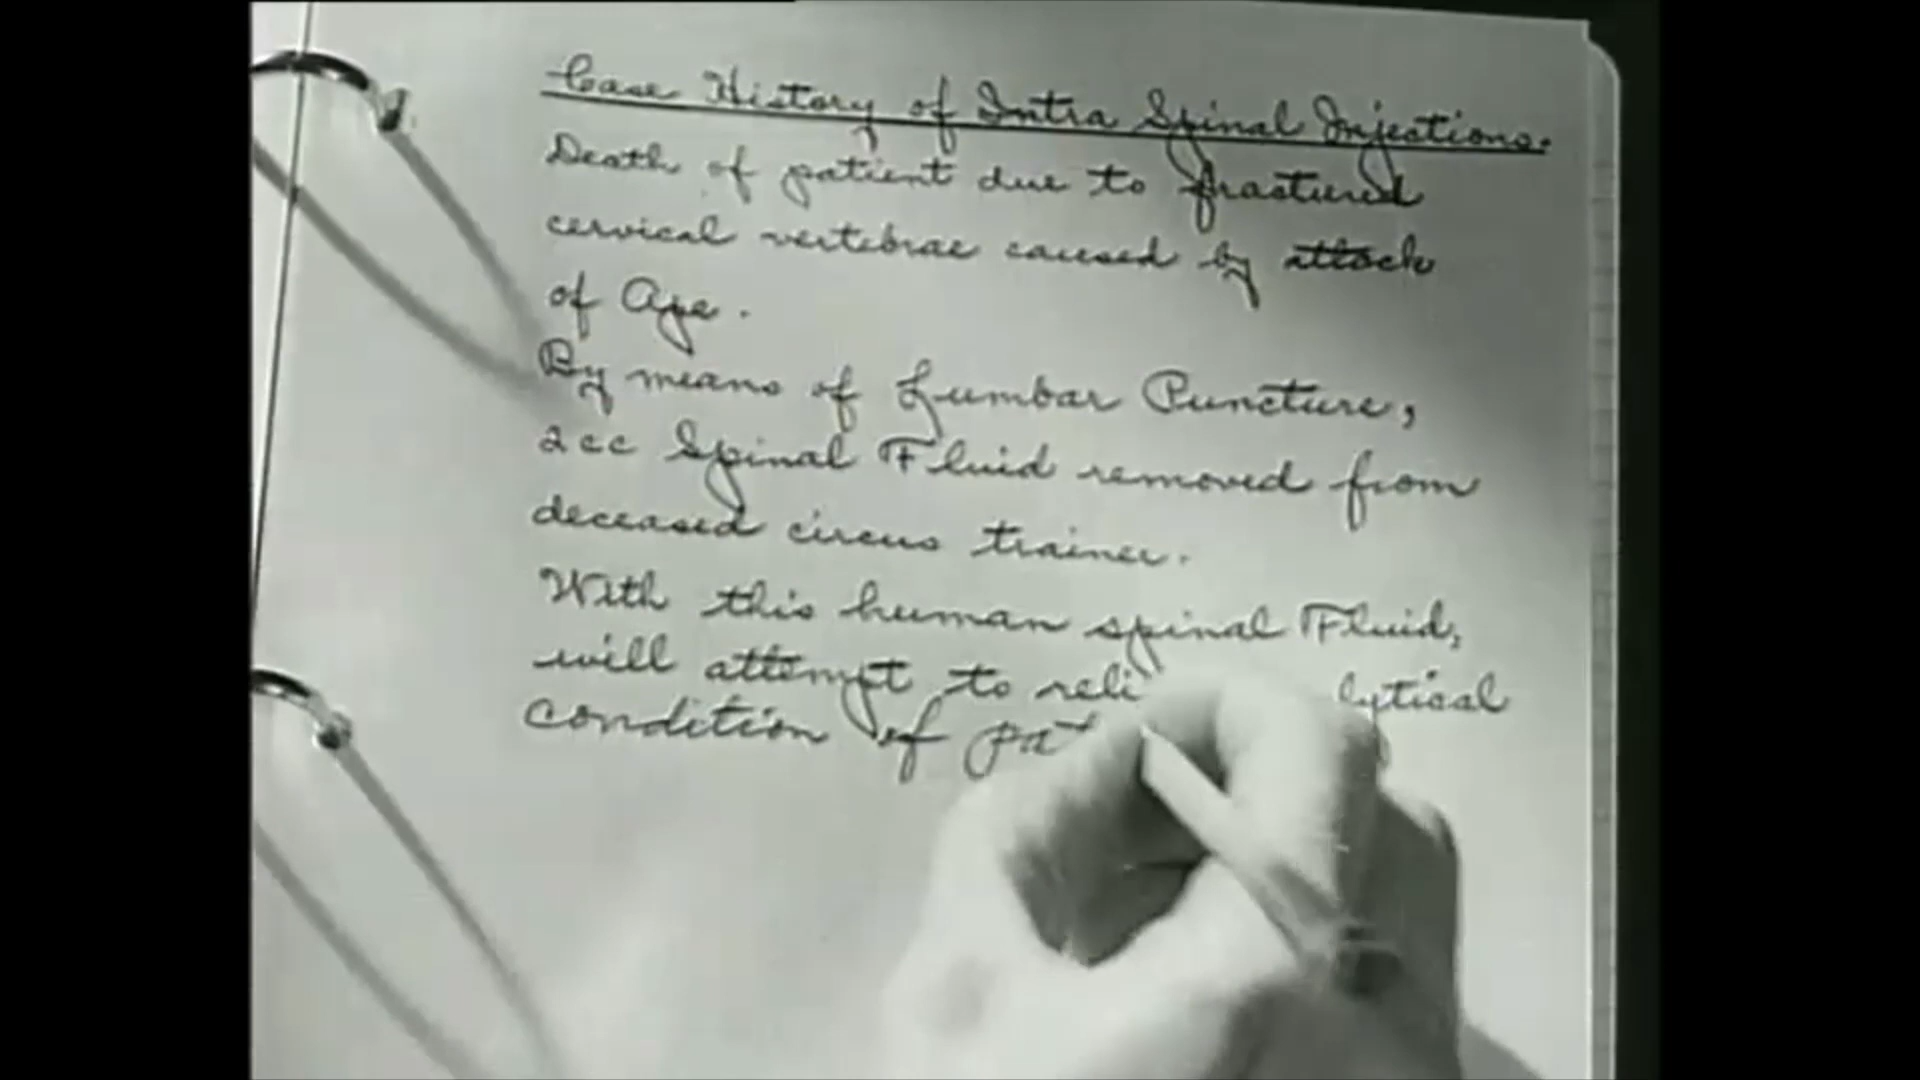 Case History of Intra Spinal Injections.
Death of patient due to fractured
cervical vertebrae caused by attack
of Ape.
By means of Lumbar Puncture,
2cc Spinal Fluid removed from
deceased circus trainer.
With this human spinal Fluid,
will attempt to reli lytical
condition of pat